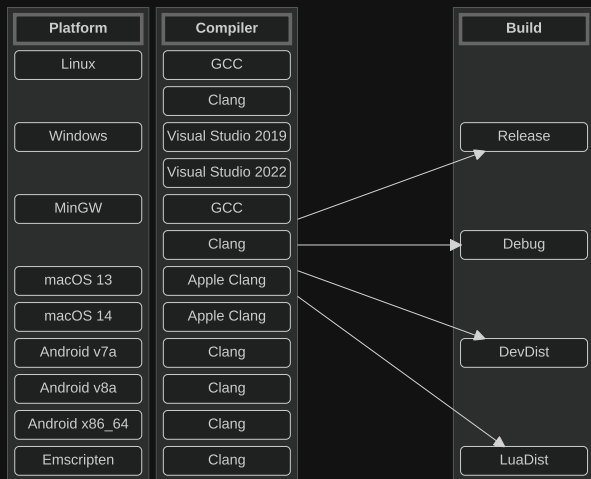 Platform Compiler Build
Linux GCC
Clang
Windows Visual Studio 2019 Release
Visual Studio 2022
MinGW GCC
Clang Debug
macOS 13 Apple Clang
macOS 14 Apple Clang
Android v7a Clang DevDist
Android v8a Clang
Android x86_64 Clang
Emscripten Clang LuaDist